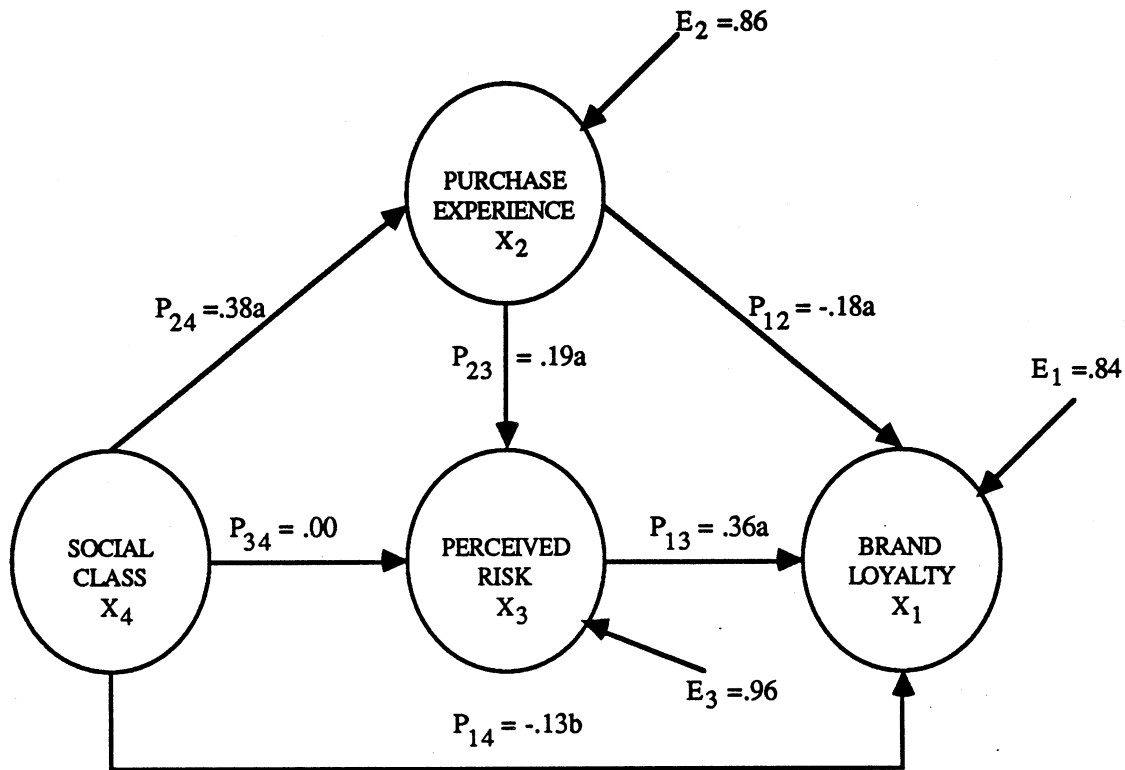 E2 =.86
PURCHASE
EXPERIENCE
X2
P24 =.38a
P12 = -.18a
P23 = .19a
E1 =.84
P34 = .00
P13 = .36a
SOCIAL
CLASS
X4
PERCEIVED
RISK
X3
BRAND
LOYALTY
X1
E3 =.96
P14 = -.13b